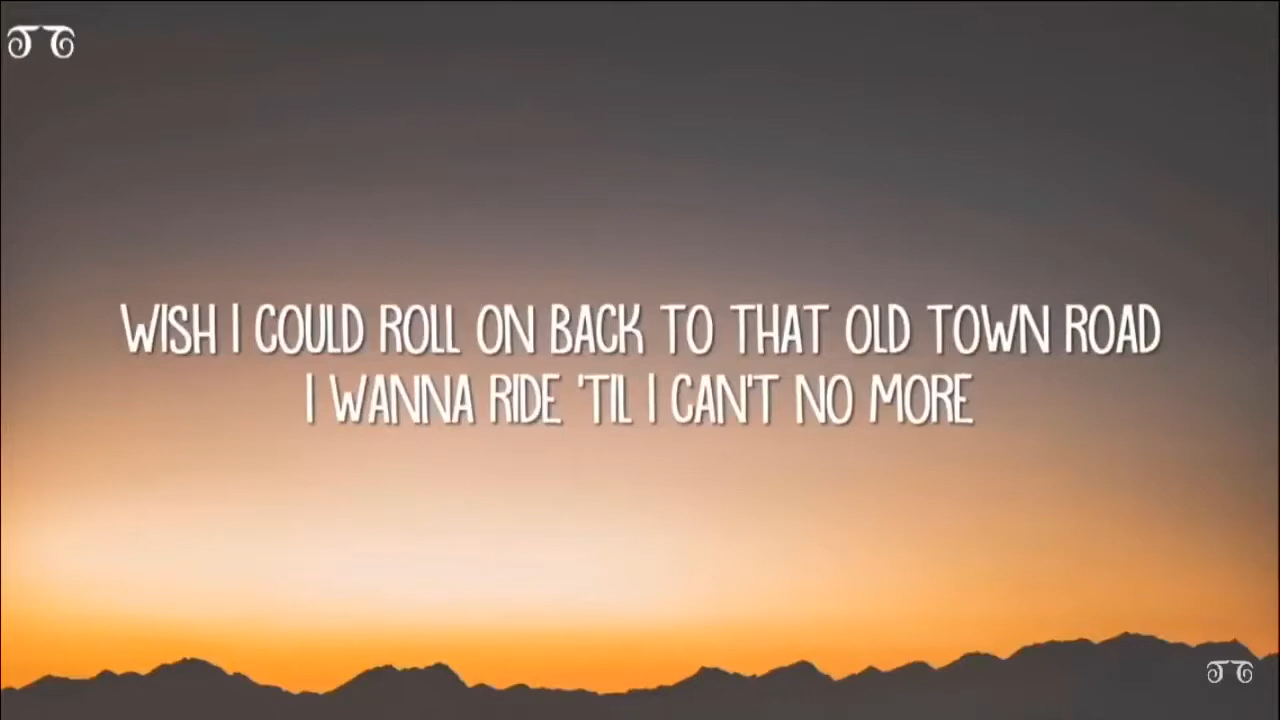 WISH I COULD ROLL ON BACK TO THAT OLD TOWN ROAD
I WANNA RIDE 'TIL I CAN'T NO MORE